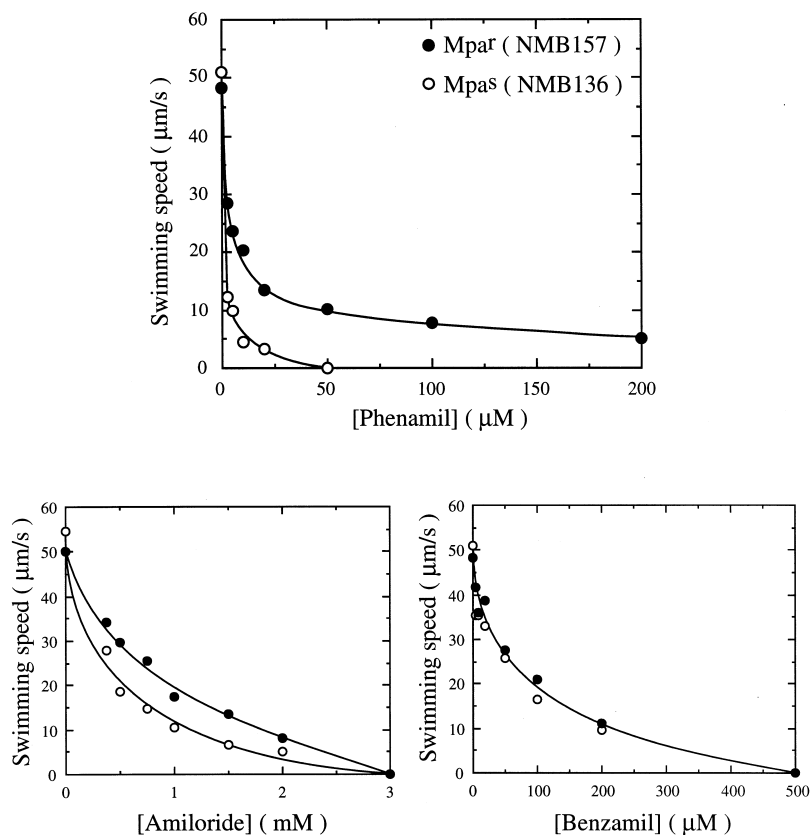 60
50
40
30
20
10
0
Swimming speed ( μm/s )
● Mpaʳ ( NMB157 )
○ Mpaˢ ( NMB136 )
0 50 100 150 200
[Phenamil] ( μM )
60
50
40
30
20
10
0
Swimming speed ( μm/s )
0 1 2 3
[Amiloride] ( mM )
60
50
40
30
20
10
0
Swimming speed ( μm/s )
0 100 200 300 400 500
[Benzamil] ( μM )